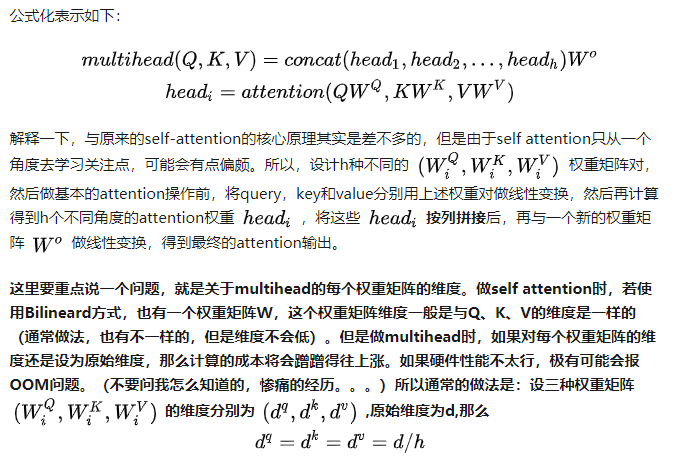 公式化表示如下：
multihead(Q, K, V) = concat(head₁, head₂, . . . , headₕ)Wᵒ
headᵢ = attention(QW^Q, KW^K, VW^V)
解释一下，与原来的self-attention的核心原理其实是差不多的，但是由于self attention只从一个
角度去学习关注点，可能会有点偏颇。所以，设计h种不同的 (W_i^Q, W_i^K, W_i^V) 权重矩阵对，
然后做基本的attention操作前，将query，key和value分别用上述权重对做线性变换，然后再计算
得到h个不同角度的attention权重 headᵢ ，将这些 headᵢ 按列拼接后，再与一个新的权重矩
阵 Wᵒ 做线性变换，得到最终的attention输出。
这里要重点说一个问题，就是关于multihead的每个权重矩阵的维度。做self attention时，若使
用Bilineard方式，也有一个权重矩阵W，这个权重矩阵维度一般是与Q、K、V的维度是一样的
（通常做法，也有不一样的，但是维度不会低）。但是做multihead时，如果对每个权重矩阵的维
度还是设为原始维度，那么计算的成本将会蹭蹭得往上涨。如果硬件性能不太行，极有可能会报
OOM问题。（不要问我怎么知道的，惨痛的经历。。。）所以通常的做法是：设三种权重矩阵
(W_i^Q, W_i^K, W_i^V) 的维度分别为 (d^q, d^k, d^v) ,原始维度为d,那么
d^q = d^k = d^v = d/h